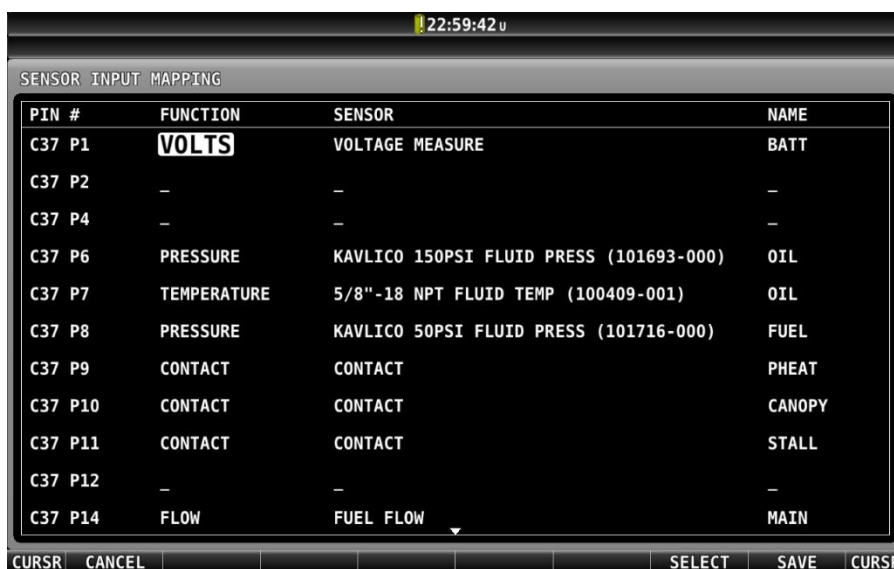 ! 22:59:42 U
SENSOR INPUT MAPPING
PIN # FUNCTION SENSOR NAME
C37 P1 VOLTS VOLTAGE MEASURE BATT
C37 P2 _ _ _
C37 P4 _ _ _
C37 P6 PRESSURE KAVLICO 150PSI FLUID PRESS (101693-000) OIL
C37 P7 TEMPERATURE 5/8"-18 NPT FLUID TEMP (100409-001) OIL
C37 P8 PRESSURE KAVLICO 50PSI FLUID PRESS (101716-000) FUEL
C37 P9 CONTACT CONTACT PHEAT
C37 P10 CONTACT CONTACT CANOPY
C37 P11 CONTACT CONTACT STALL
C37 P12 _ _ _
C37 P14 FLOW FUEL FLOW MAIN
CURSR CANCEL SELECT SAVE CURS